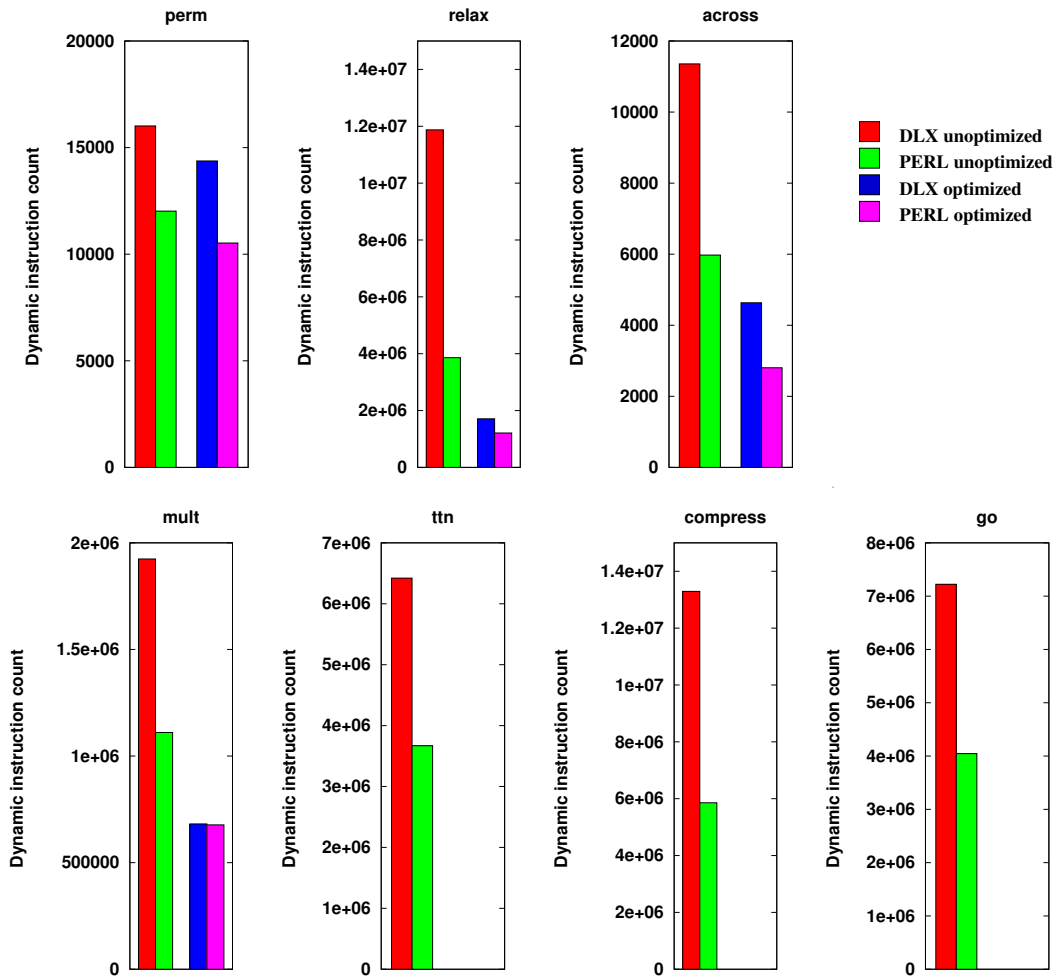 perm
relax
across
20000
15000
10000
5000
0
Dynamic instruction count
1.4e+07
1.2e+07
1e+07
8e+06
6e+06
4e+06
2e+06
0
Dynamic instruction count
12000
10000
8000
6000
4000
2000
0
Dynamic instruction count
DLX unoptimized
PERL unoptimized
DLX optimized
PERL optimized
mult
ttn
compress
go
2e+06
1.5e+06
1e+06
500000
0
Dynamic instruction count
7e+06
6e+06
5e+06
4e+06
3e+06
2e+06
1e+06
0
Dynamic instruction count
1.4e+07
1.2e+07
1e+07
8e+06
6e+06
4e+06
2e+06
0
Dynamic instruction count
8e+06
7e+06
6e+06
5e+06
4e+06
3e+06
2e+06
1e+06
0
Dynamic instruction count